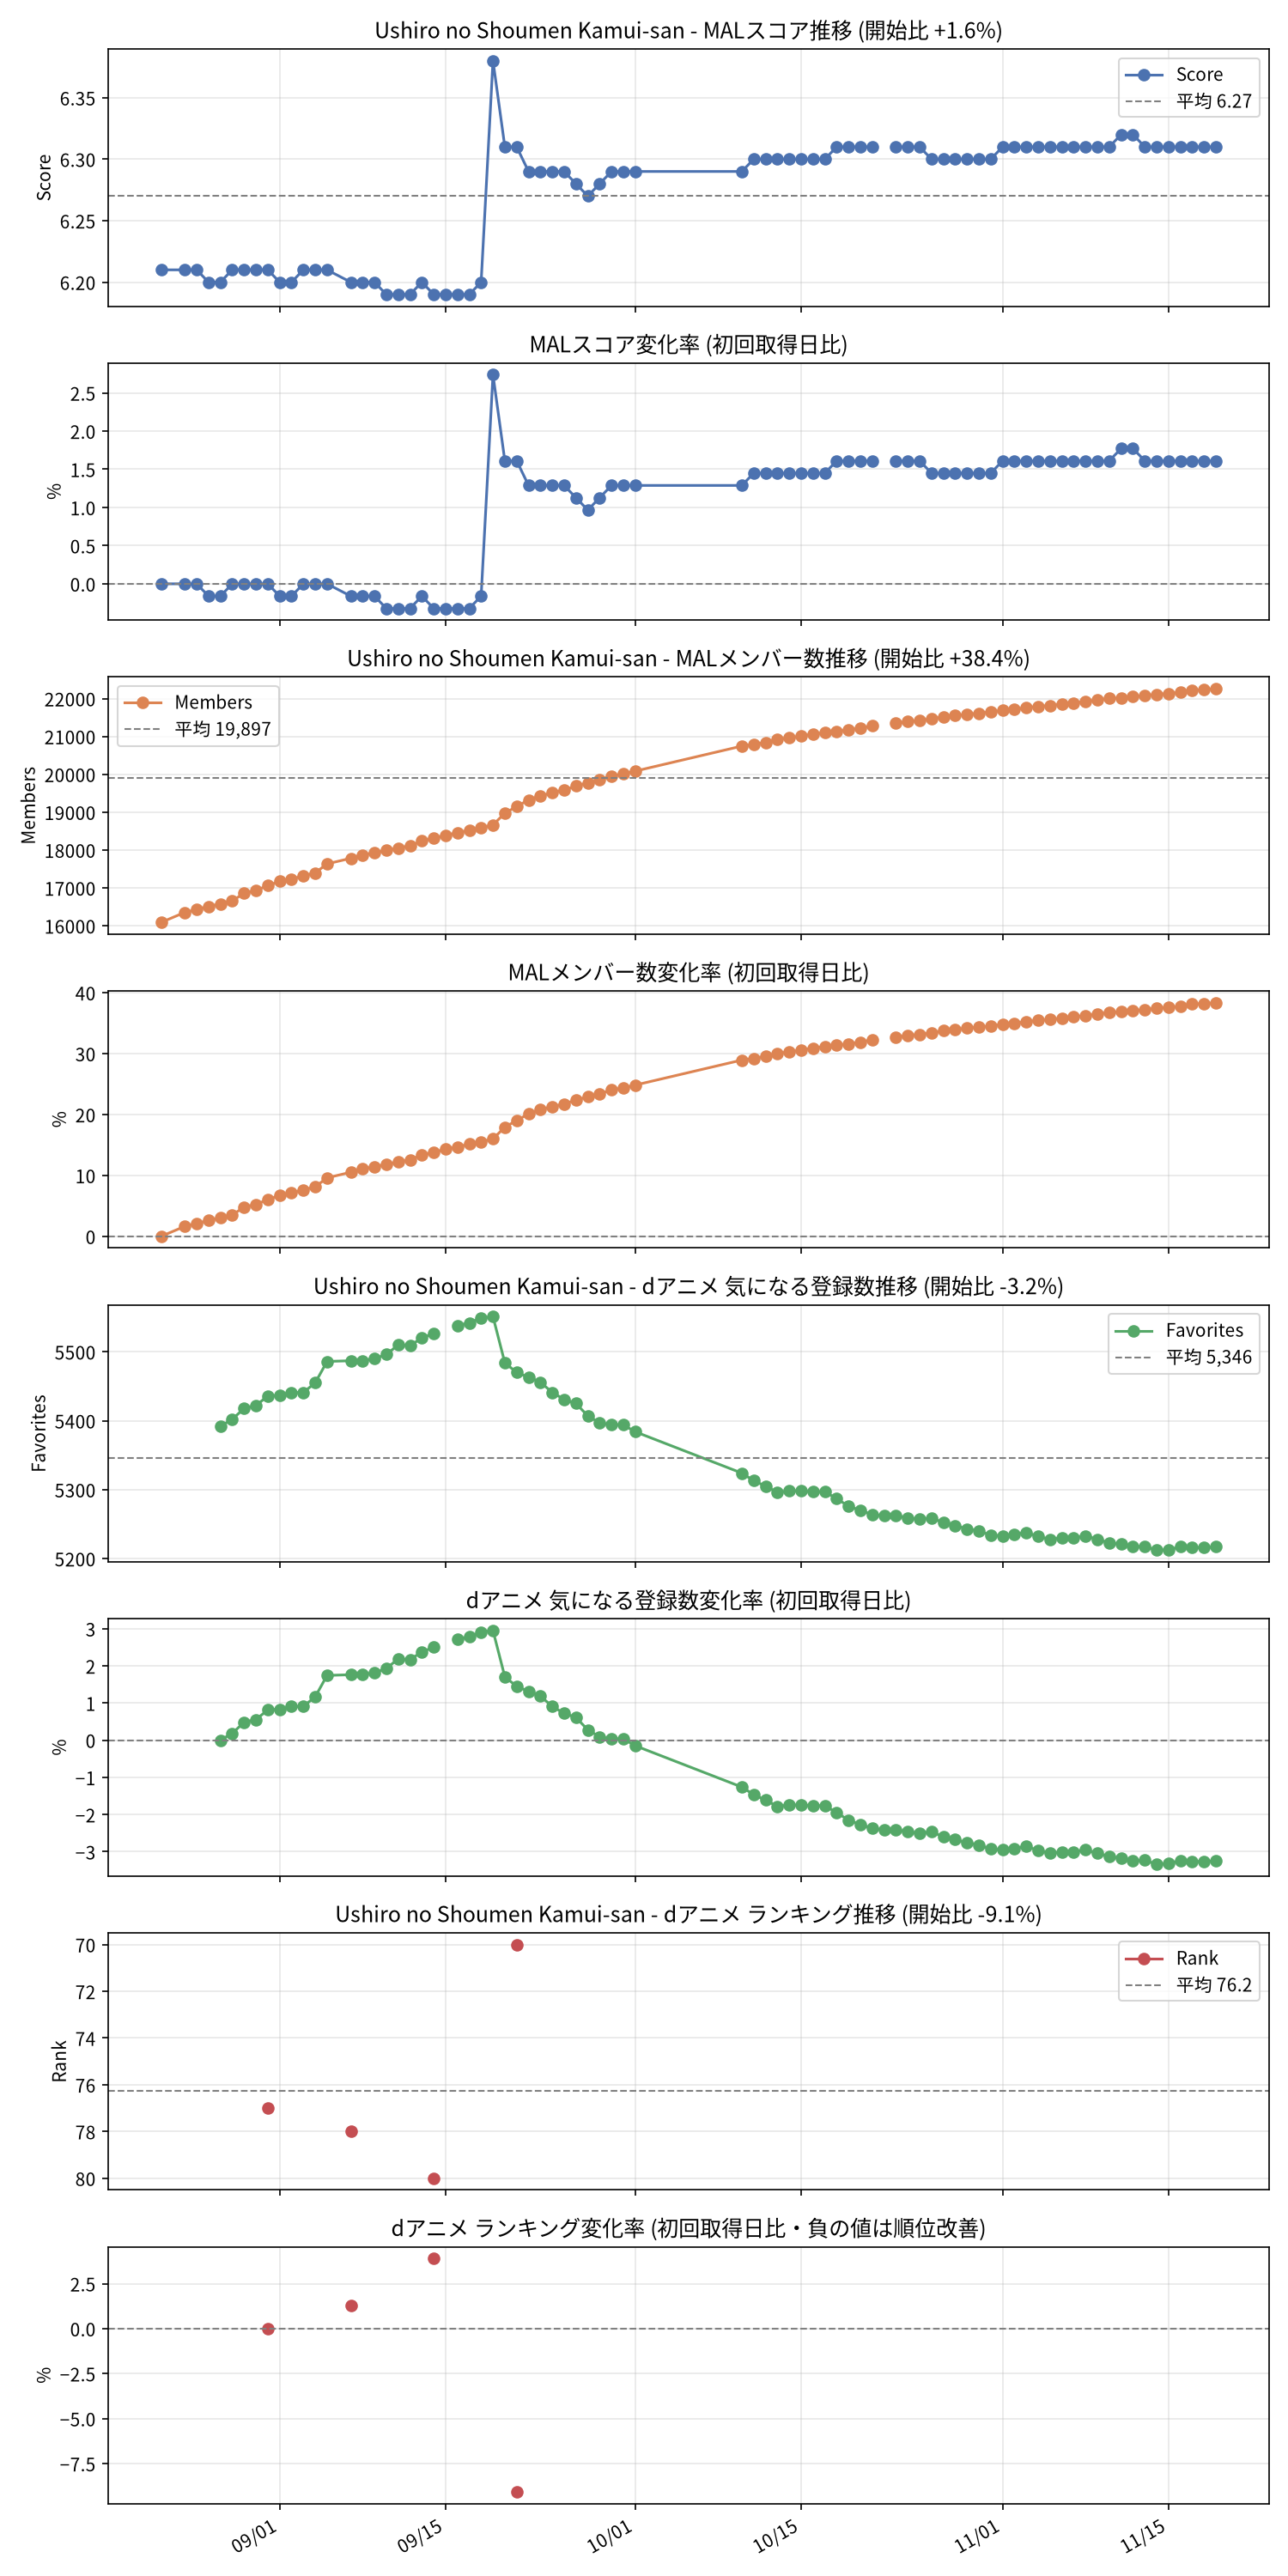 Ushiro no Shoumen Kamui-san - MALスコア推移 (開始比 +1.6%)
Score
6.35
6.30
6.25
6.20
Score
平均 6.27
MALスコア変化率 (初回取得日比)
%
2.5
2.0
1.5
1.0
0.5
0.0
Ushiro no Shoumen Kamui-san - MALメンバー数推移 (開始比 +38.4%)
Members
22000
21000
20000
19000
18000
17000
16000
Members
平均 19,897
MALメンバー数変化率 (初回取得日比)
%
40
30
20
10
0
Ushiro no Shoumen Kamui-san - dアニメ 気になる登録数推移 (開始比 -3.2%)
Favorites
5500
5400
5300
5200
Favorites
平均 5,346
dアニメ 気になる登録数変化率 (初回取得日比)
%
3
2
1
0
−1
−2
−3
Ushiro no Shoumen Kamui-san - dアニメ ランキング推移 (開始比 -9.1%)
Rank
70
72
74
76
78
80
Rank
平均 76.2
dアニメ ランキング変化率 (初回取得日比・負の値は順位改善)
%
2.5
0.0
−2.5
−5.0
−7.5
09/01
09/15
10/01
10/15
11/01
11/15